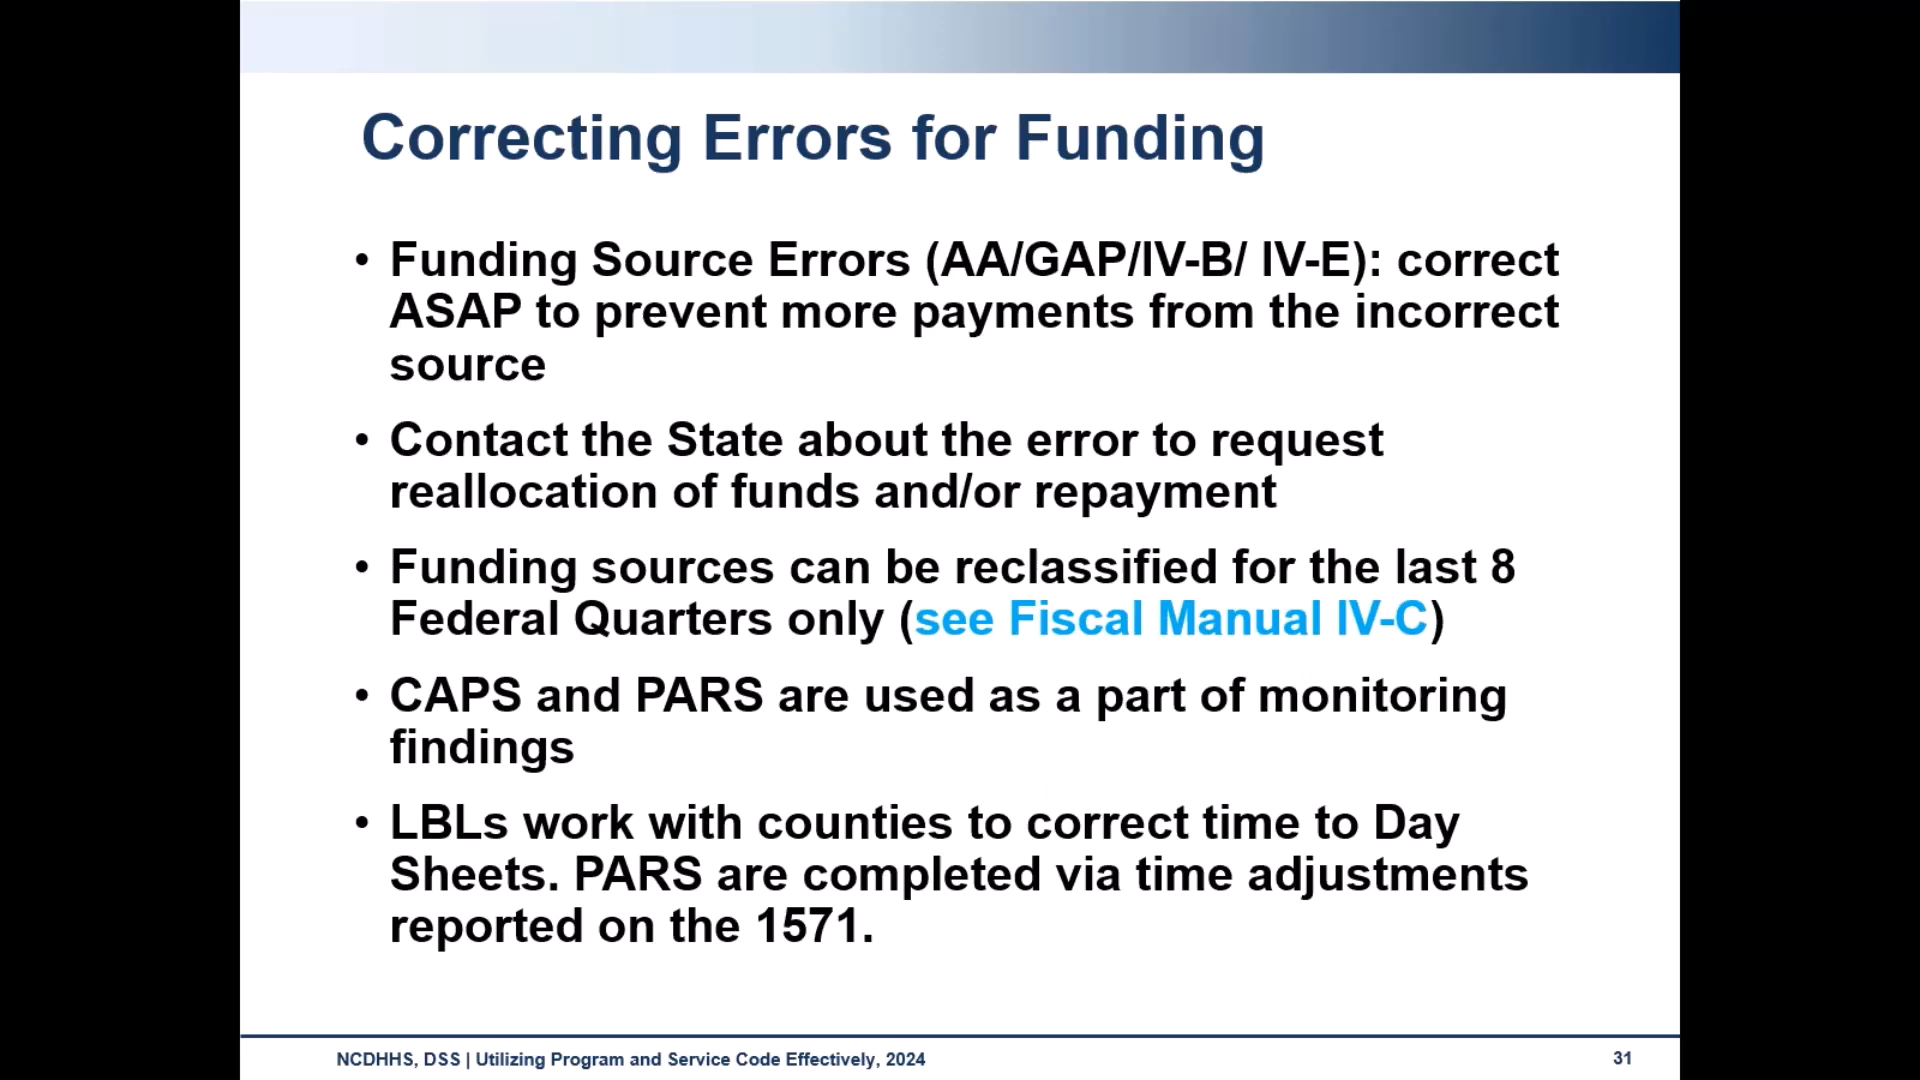 Correcting Errors for Funding
• Funding Source Errors (AA/GAP/IV-B/ IV-E): correct
ASAP to prevent more payments from the incorrect
source
• Contact the State about the error to request
reallocation of funds and/or repayment
• Funding sources can be reclassified for the last 8
Federal Quarters only (see Fiscal Manual IV-C)
• CAPS and PARS are used as a part of monitoring
findings
• LBLs work with counties to correct time to Day
Sheets. PARS are completed via time adjustments
reported on the 1571.
NCDHHS, DSS | Utilizing Program and Service Code Effectively, 2024
31